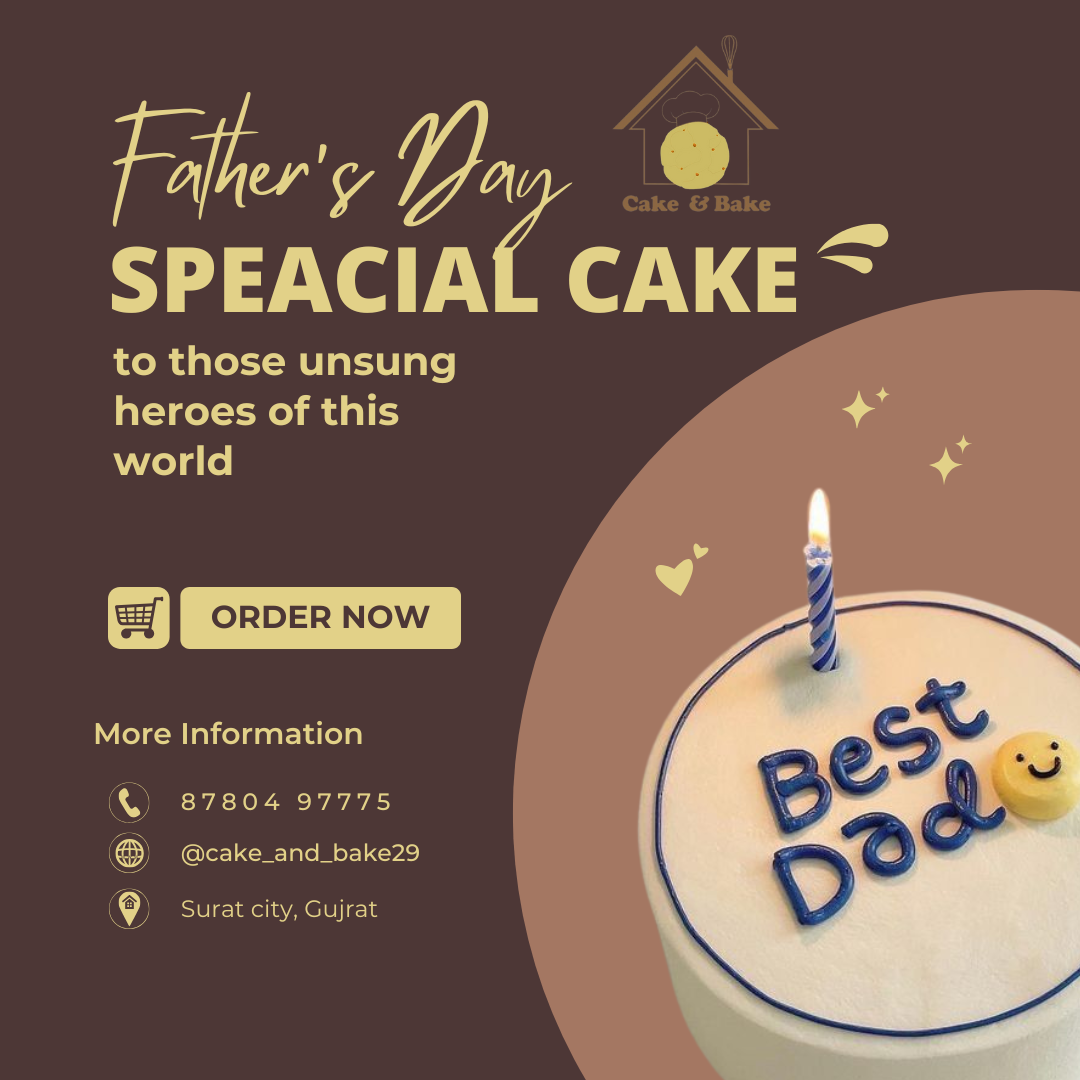 Father's Day
Cake & Bake
SPEACIAL CAKE
to those unsung
heroes of this
world
ORDER NOW
More Information
87804 97775
@cake_and_bake29
Surat city, Gujrat
Best
Dad